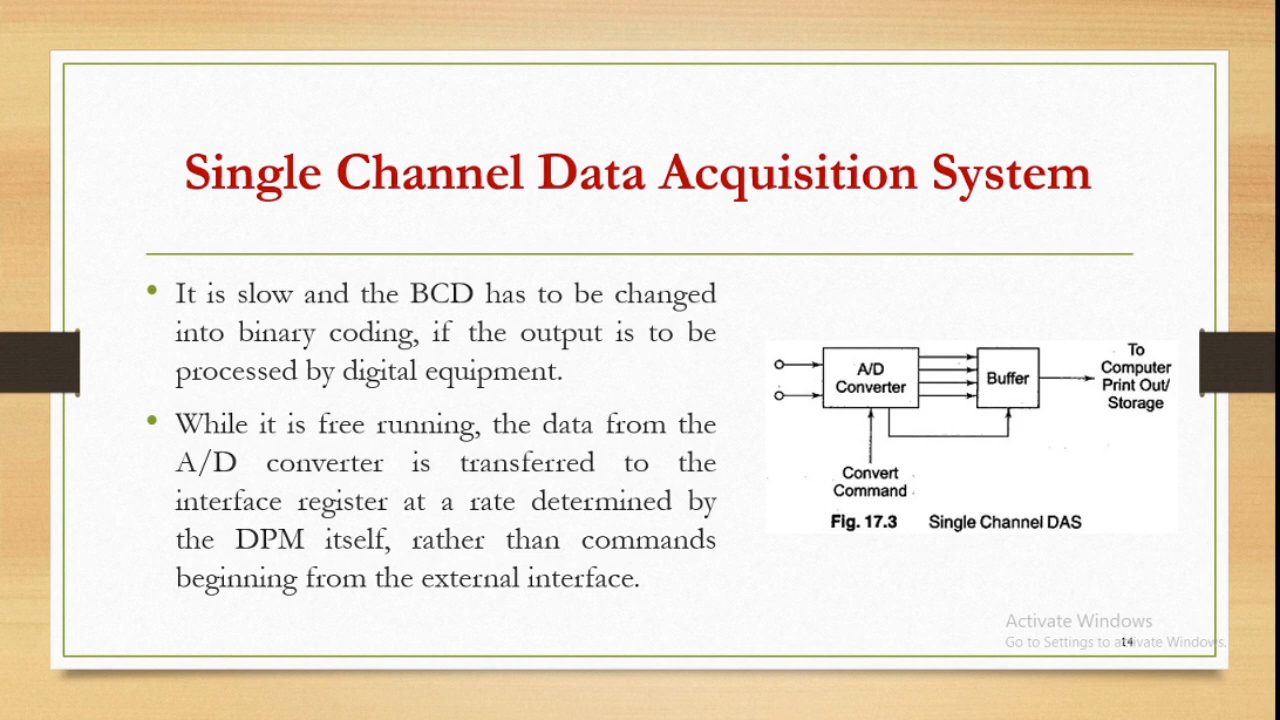 Single Channel Data Acquisition System
• It is slow and the BCD has to be changed
into binary coding, if the output is to be
processed by digital equipment.
• While it is free running, the data from the
A/D converter is transferred to the
interface register at a rate determined by
the DPM itself, rather than commands
beginning from the external interface.
A/D
Converter
Buffer
To
Computer
Print Out/
Storage
Convert
Command
Fig. 17.3 Single Channel DAS
Activate Windows
Go to Settings to activate Windows.
14